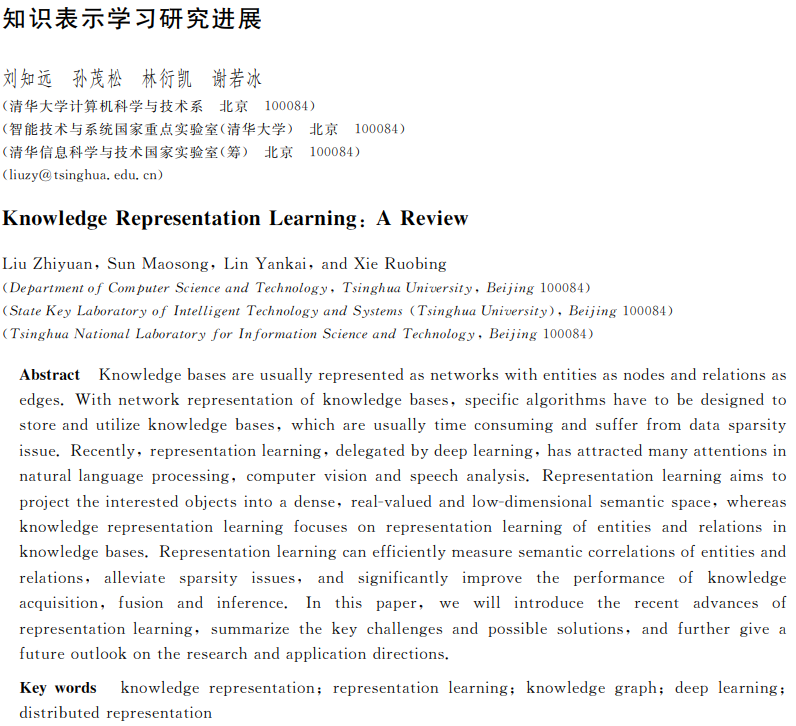 知识表示学习研究进展
刘知远 孙茂松 林衍凯 谢若冰
(清华大学计算机科学与技术系 北京 100084)
(智能技术与系统国家重点实验室(清华大学) 北京 100084)
(清华信息科学与技术国家实验室(筹) 北京 100084)
(liuzy@tsinghua.edu.cn)
Knowledge Representation Learning: A Review
Liu Zhiyuan, Sun Maosong, Lin Yankai, and Xie Ruobing
(Department of Computer Science and Technology, Tsinghua University, Beijing 100084)
(State Key Laboratory of Intelligent Technology and Systems (Tsinghua University), Beijing 100084)
(Tsinghua National Laboratory for Information Science and Technology, Beijing 100084)
Abstract Knowledge bases are usually represented as networks with entities as nodes and relations as
edges. With network representation of knowledge bases, specific algorithms have to be designed to
store and utilize knowledge bases, which are usually time consuming and suffer from data sparsity
issue. Recently, representation learning, delegated by deep learning, has attracted many attentions in
natural language processing, computer vision and speech analysis. Representation learning aims to
project the interested objects into a dense, real-valued and low-dimensional semantic space, whereas
knowledge representation learning focuses on representation learning of entities and relations in
knowledge bases. Representation learning can efficiently measure semantic correlations of entities and
relations, alleviate sparsity issues, and significantly improve the performance of knowledge
acquisition, fusion and inference. In this paper, we will introduce the recent advances of
representation learning, summarize the key challenges and possible solutions, and further give a
future outlook on the research and application directions.
Key words knowledge representation; representation learning; knowledge graph; deep learning;
distributed representation